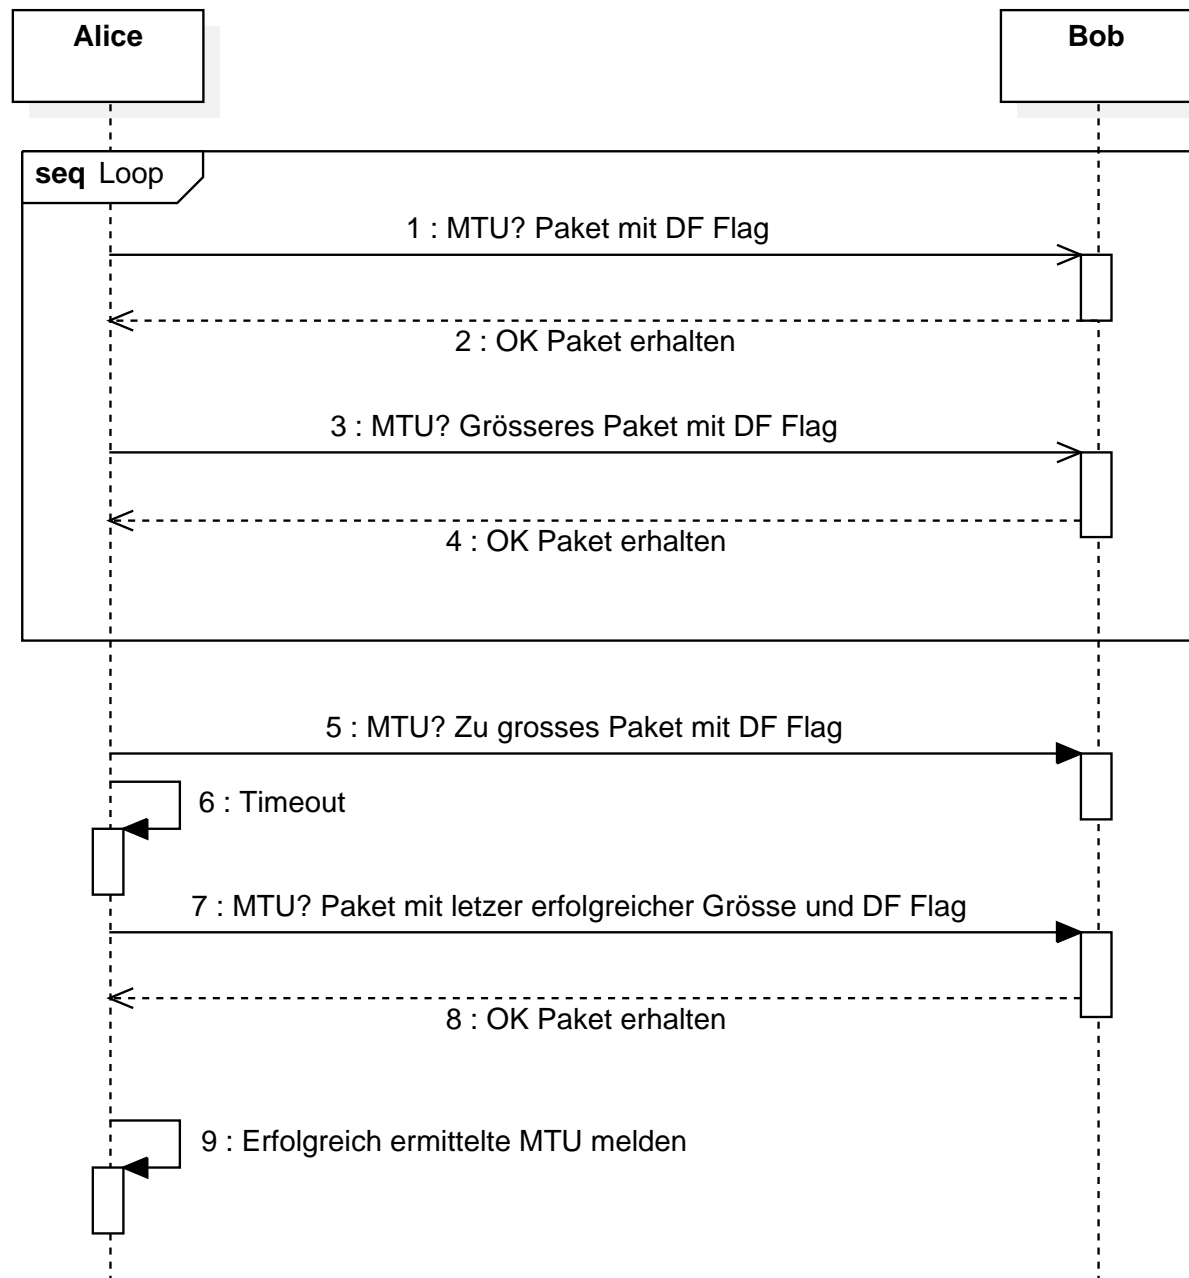 Alice
Bob
seq Loop
1 : MTU? Paket mit DF Flag
2 : OK Paket erhalten
3 : MTU? Grösseres Paket mit DF Flag
4 : OK Paket erhalten
5 : MTU? Zu grosses Paket mit DF Flag
6 : Timeout
7 : MTU? Paket mit letzer erfolgreicher Grösse und DF Flag
8 : OK Paket erhalten
9 : Erfolgreich ermittelte MTU melden